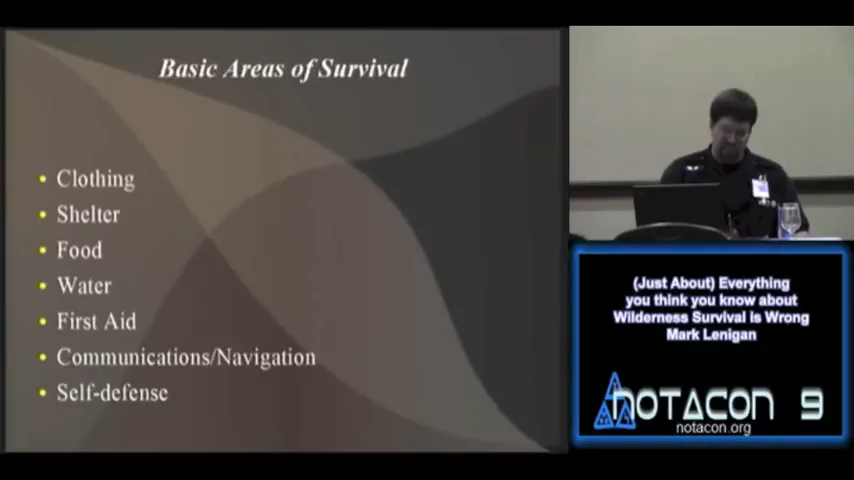 Basic Areas of Survival
• Clothing
• Shelter
• Food
• Water
• First Aid
• Communications/Navigation
• Self-defense
(Just About) Everything
you think you know about
Wilderness Survival is Wrong
Mark Lenigan
NOTACON 9
notacon.org